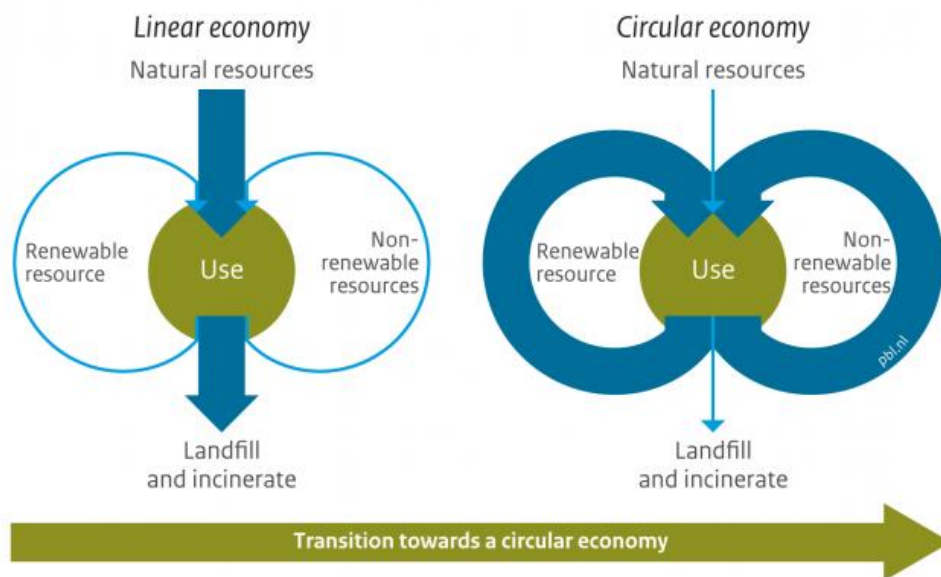 Linear economy
Natural resources
Renewable
resource
Use
Non-
renewable
resources
Landfill
and incinerate
Circular economy
Natural resources
Renewable
resource
Use
Non-
renewable
resources
pbl.nl
Landfill
and incinerate
Transition towards a circular economy